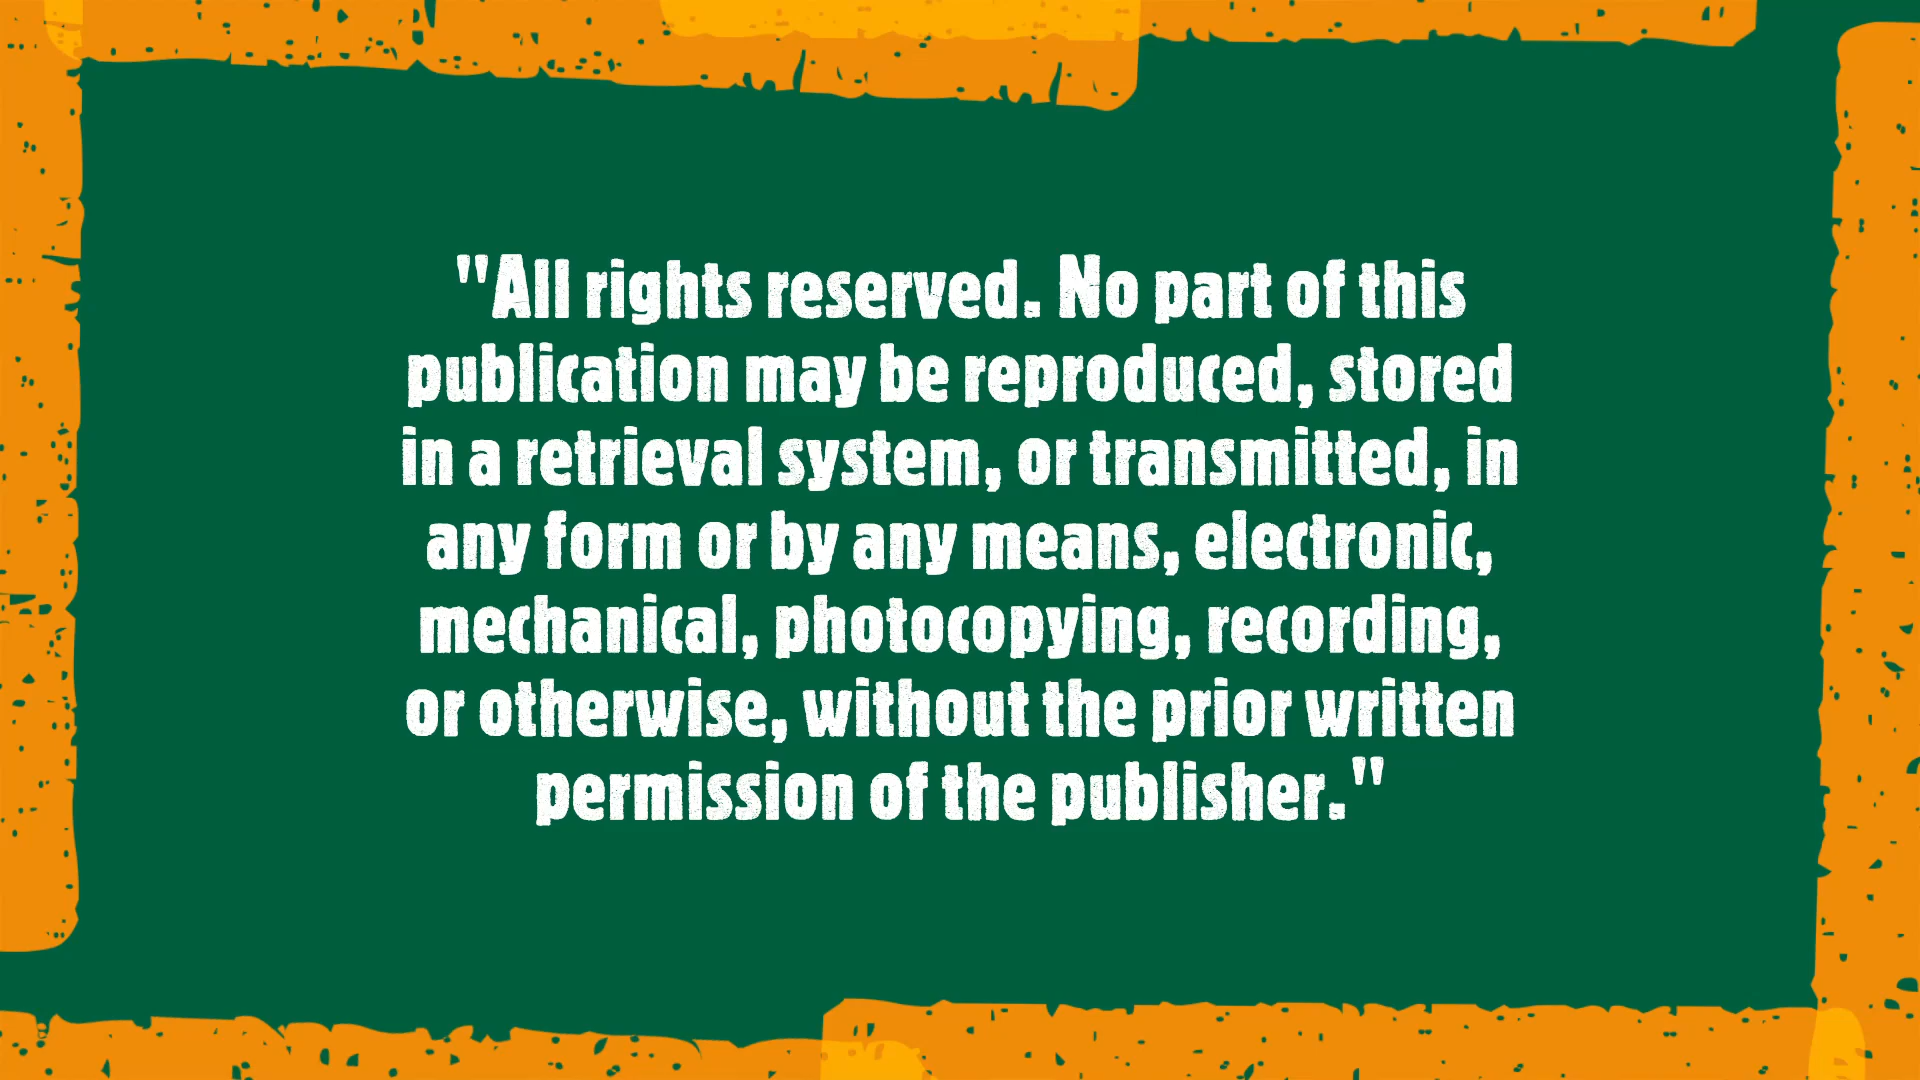 "All rights reserved. No part of this
publication may be reproduced, stored
in a retrieval system, or transmitted, in
any form or by any means, electronic,
mechanical, photocopying, recording,
or otherwise, without the prior written
permission of the publisher."